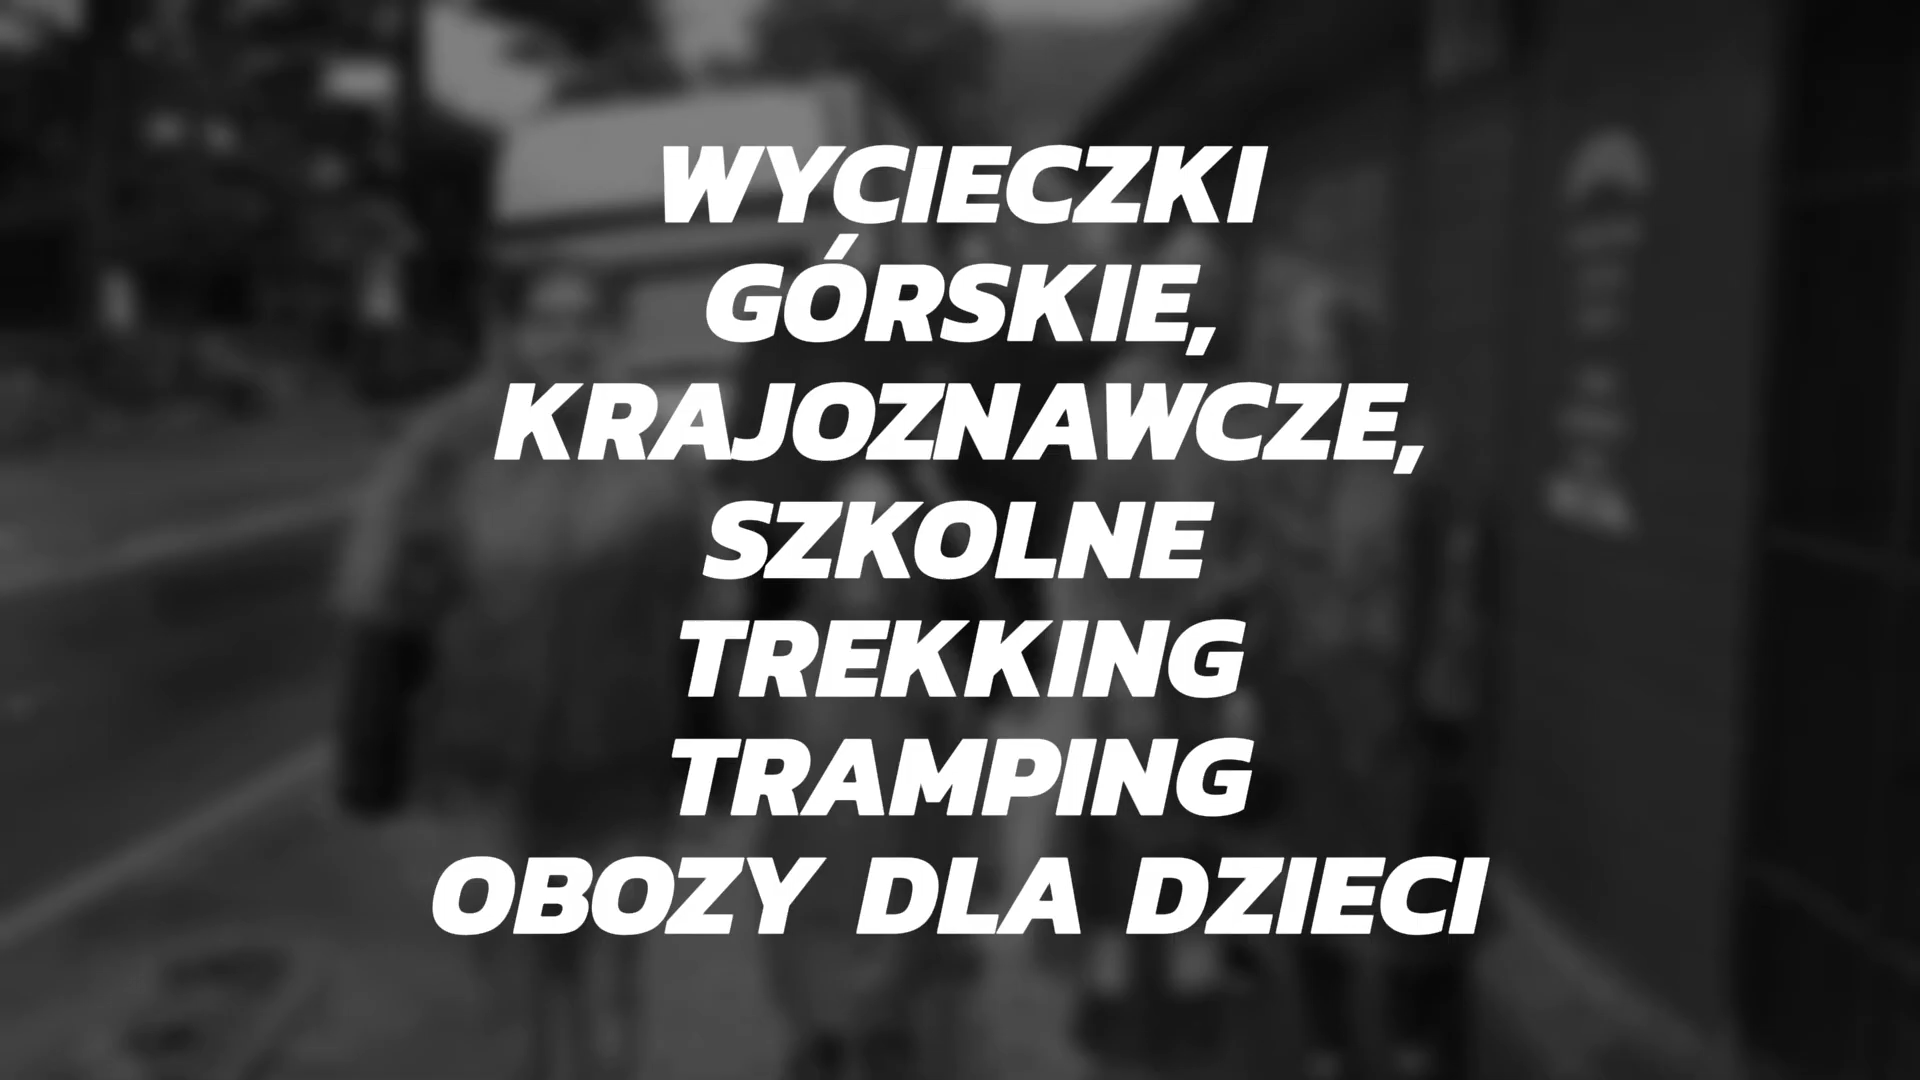 WYCIECZKI
GÓRSKIE,
KRAJOZNAWCZE,
SZKOLNE
TREKKING
TRAMPING
OBOZY DLA DZIECI